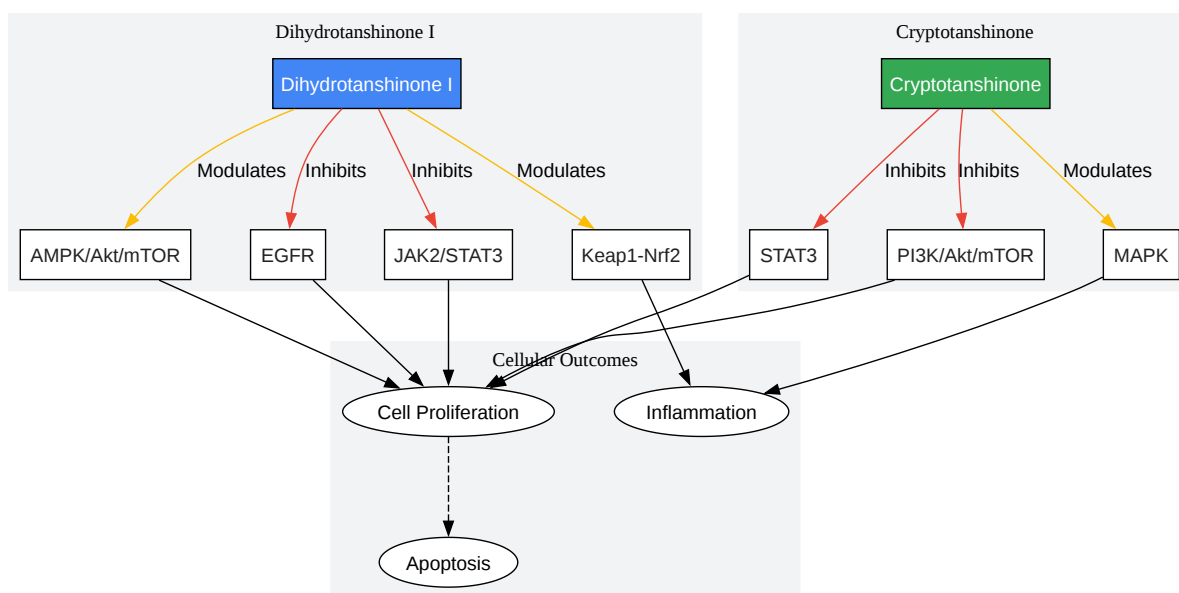 Dihydrotanshinone I
Cryptotanshinone
Dihydrotanshinone I
Cryptotanshinone
Modulates
Inhibits
Inhibits
Modulates
Inhibits
Inhibits
Modulates
AMPK/Akt/mTOR
EGFR
JAK2/STAT3
Keap1-Nrf2
STAT3
PI3K/Akt/mTOR
MAPK
Cellular Outcomes
Cell Proliferation
Inflammation
Apoptosis